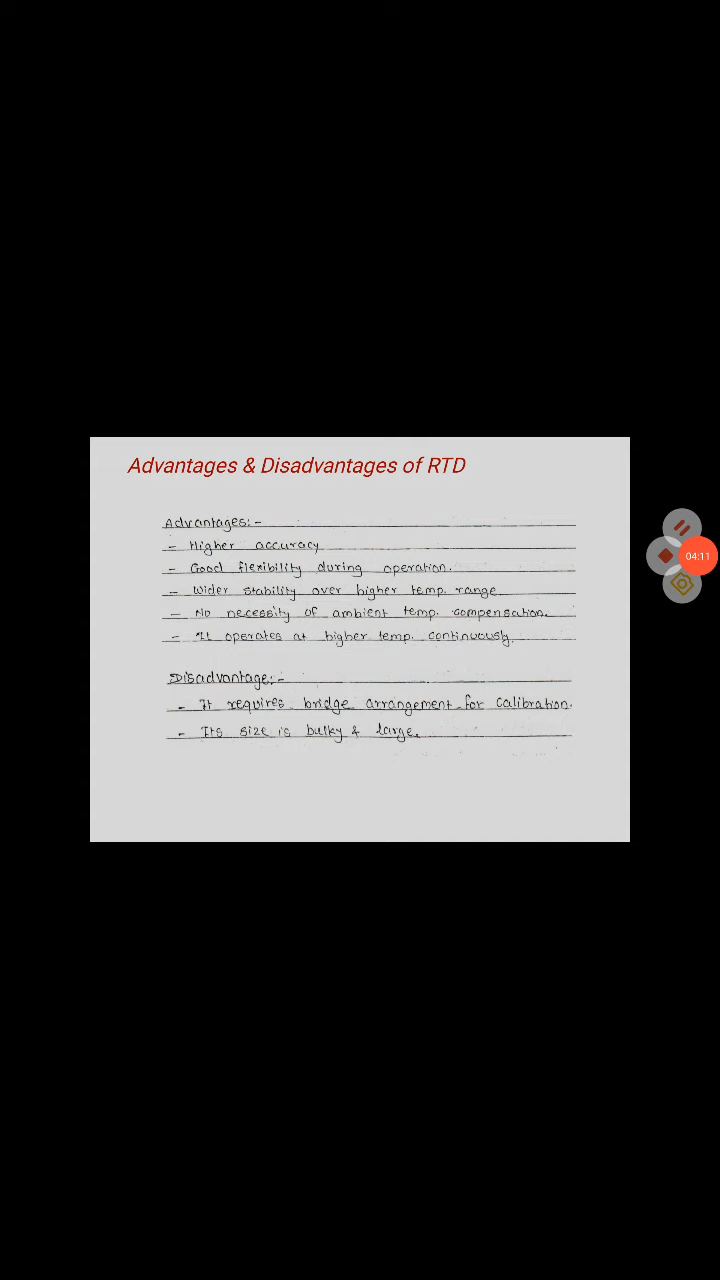 Advantages & Disadvantages of RTD
Advantages:-
- Higher accuracy
- Good flexibility during operation.
- Wider stability over higher temp. range
- No necessity of ambient temp. compensation.
- It operates at higher temp. continuously.
Disadvantage:-
- It requires bridge arrangement for calibration.
- Its size is bulky & large.
04:11